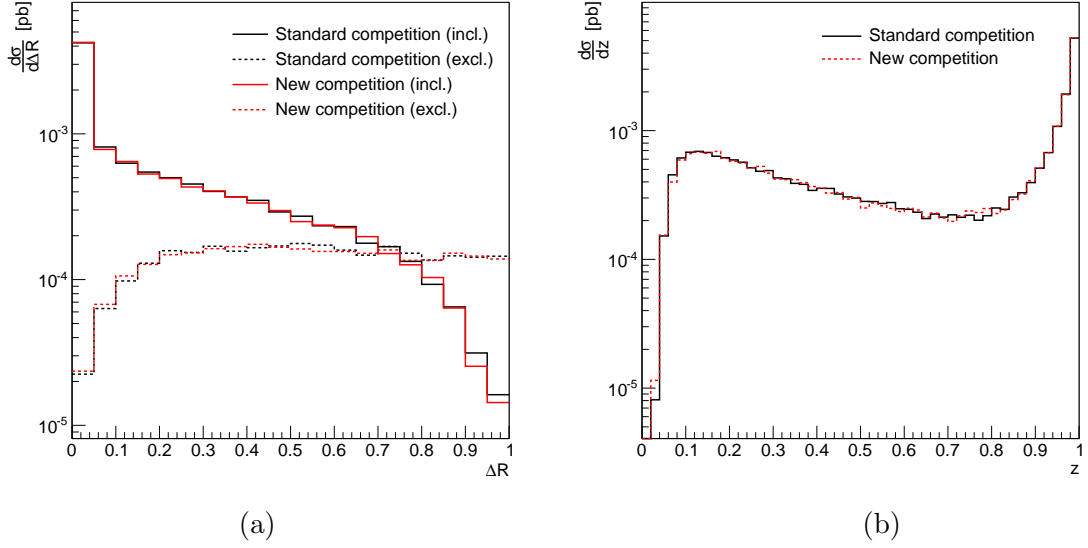 dσ/dΔR [pb]
Standard competition (incl.)
Standard competition (excl.)
New competition (incl.)
New competition (excl.)
10^-3
10^-4
10^-5
0 0.1 0.2 0.3 0.4 0.5 0.6 0.7 0.8 0.9 1
ΔR
(a)
dσ/dz [pb]
Standard competition
New competition
10^-3
10^-4
10^-5
0 0.1 0.2 0.3 0.4 0.5 0.6 0.7 0.8 0.9 1
z
(b)